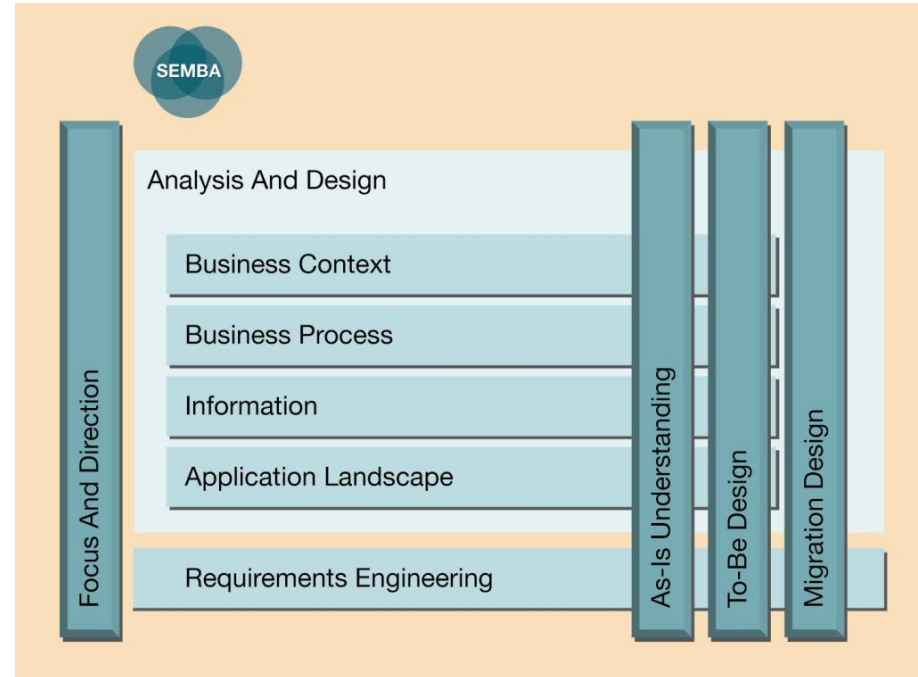 SEMBA
Analysis And Design
Business Context
Business Process
Information
Application Landscape
Requirements Engineering
Focus And Direction
As-Is Understanding
To-Be Design
Migration Design